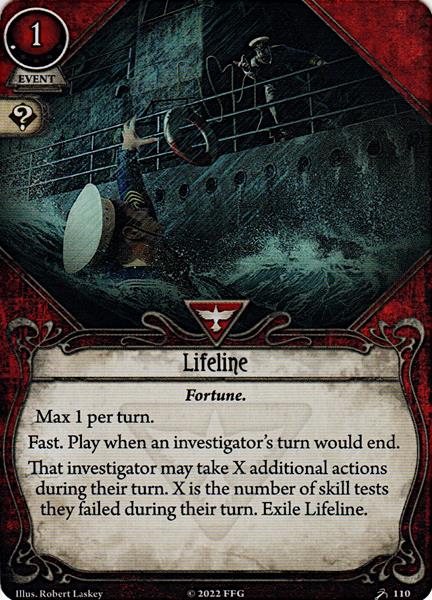 1
EVENT
?
Lifeline
Fortune.
Max 1 per turn.
Fast. Play when an investigator's turn would end.
That investigator may take X additional actions
during their turn. X is the number of skill tests
they failed during their turn. Exile Lifeline.
Illus. Robert Laskey © 2022 FFG 110